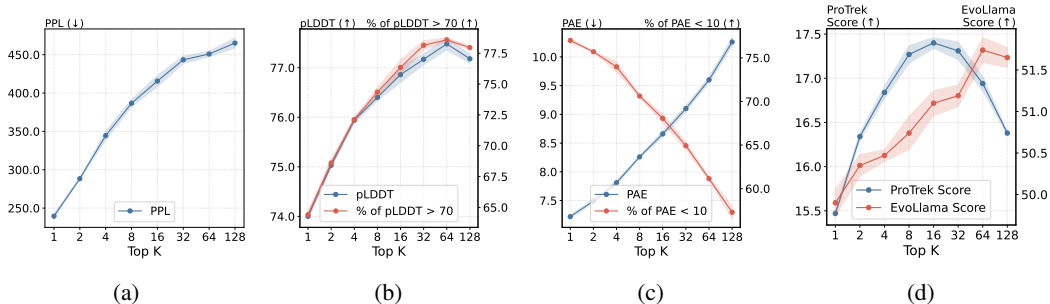 PPL (↓)
450.0
400.0
350.0
300.0
250.0
PPL
1 2 4 8 16 32 64 128
Top K
(a)
pLDDT (↑) % of pLDDT > 70 (↑)
77.0
76.0
75.0
74.0
77.5
75.0
72.5
70.0
67.5
65.0
pLDDT
% of pLDDT > 70
1 2 4 8 16 32 64 128
Top K
(b)
PAE (↓) % of PAE < 10 (↑)
10.0
9.5
9.0
8.5
8.0
7.5
75.0
70.0
65.0
60.0
PAE
% of PAE < 10
1 2 4 8 16 32 64 128
Top K
(c)
ProTrek
Score (↑)
EvoLlama
Score (↑)
17.5
17.0
16.5
16.0
15.5
51.5
51.0
50.5
50.0
ProTrek Score
EvoLlama Score
1 2 4 8 16 32 64 128
Top K
(d)